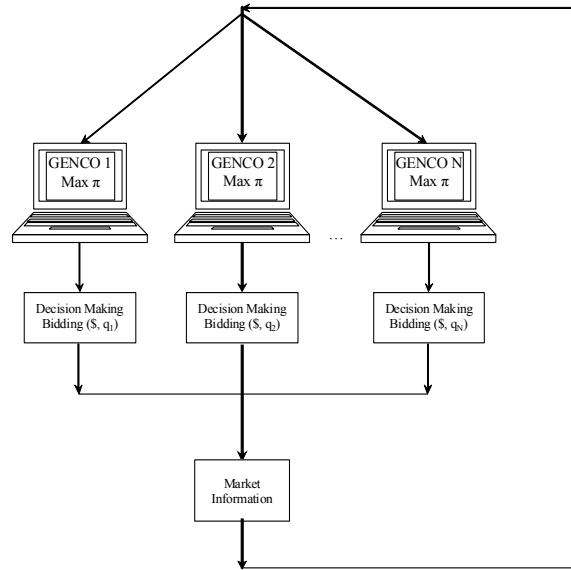 GENCO 1
Max π
GENCO 2
Max π
GENCO N
Max π
...
Decision Making
Bidding ($, q₁)
Decision Making
Bidding ($, q₂)
Decision Making
Bidding ($, qN)
Market
Information